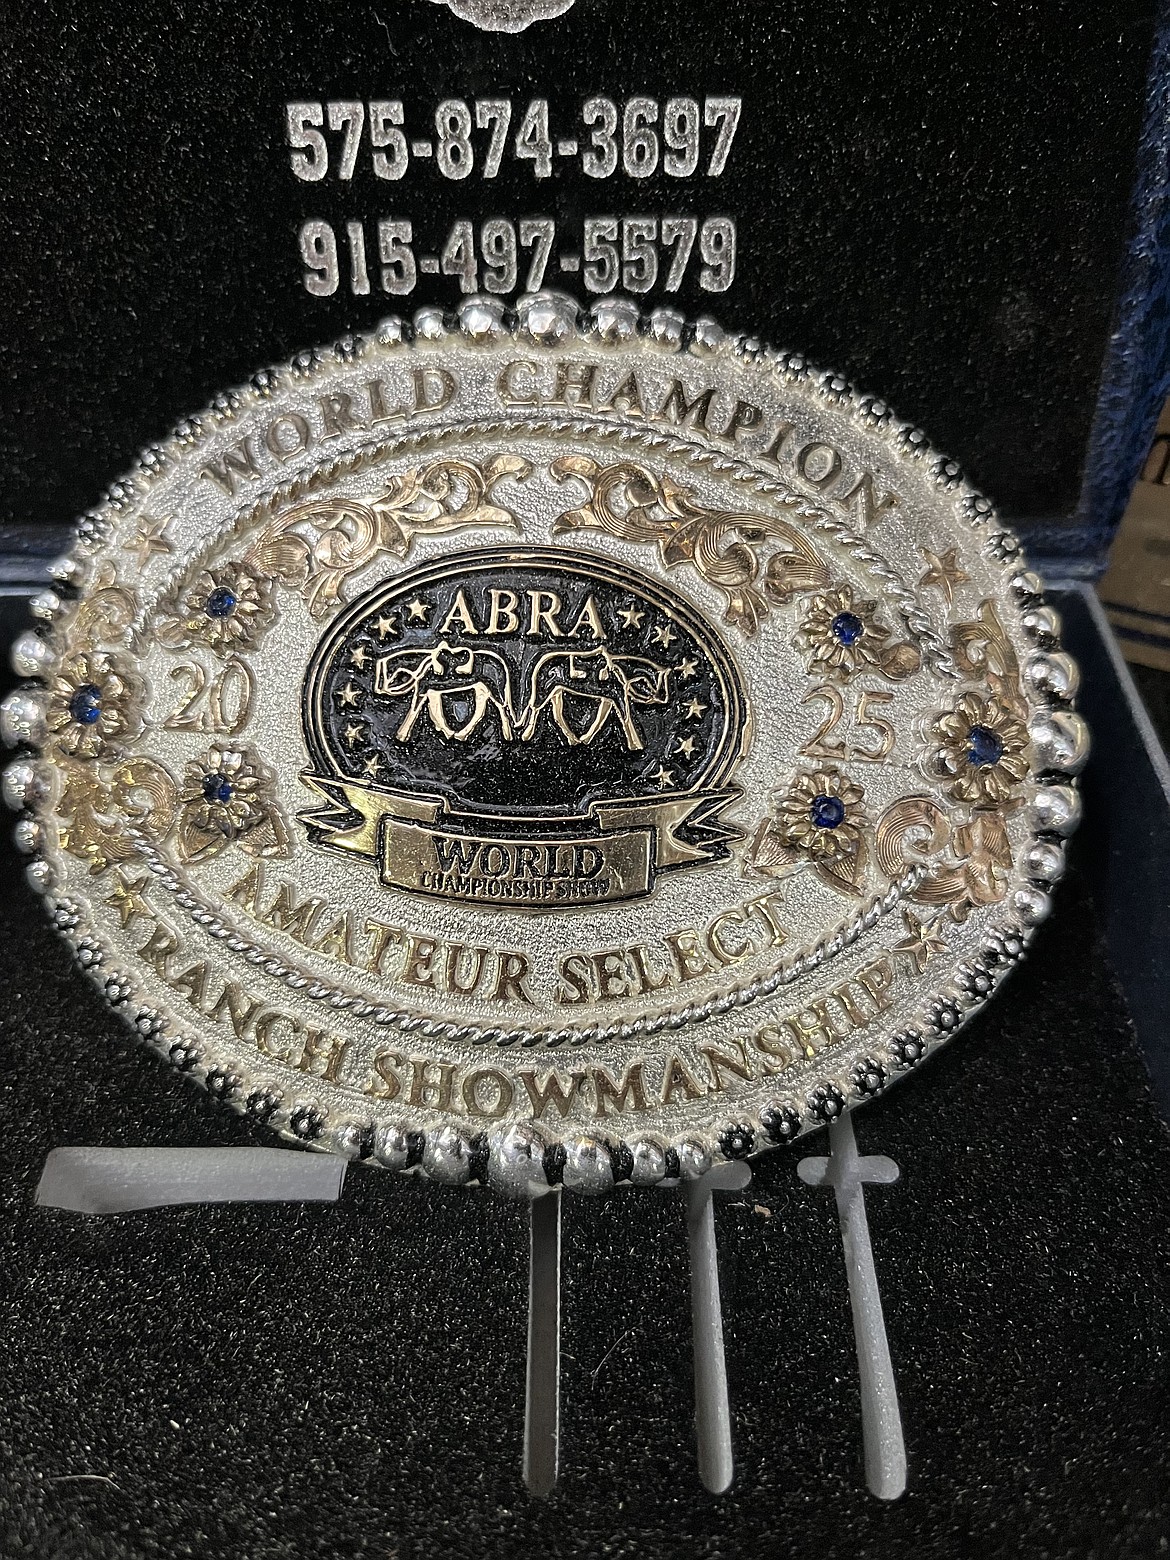 575-874-3697
915-497-5579
WORLD CHAMPION
ABRA
20 25
WORLD
CHAMPIONSHIP SHOW
AMATEUR SELECT
RANCH SHOWMANSHIP